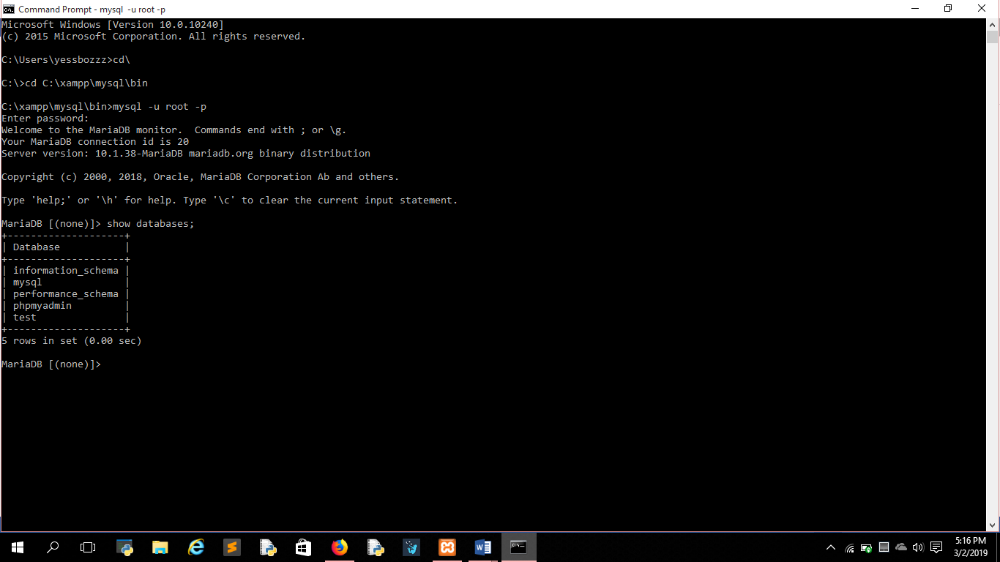 Command Prompt - mysql  -u root -p
Microsoft Windows [Version 10.0.10240]
(c) 2015 Microsoft Corporation. All rights reserved.
C:\Users\yessbozzz>cd\
C:\>cd C:\xampp\mysql\bin
C:\xampp\mysql\bin>mysql -u root -p
Enter password:
Welcome to the MariaDB monitor.  Commands end with ; or \g.
Your MariaDB connection id is 20
Server version: 10.1.38-MariaDB mariadb.org binary distribution
Copyright (c) 2000, 2018, Oracle, MariaDB Corporation Ab and others.
Type 'help;' or '\h' for help. Type '\c' to clear the current input statement.
MariaDB [(none)]> show databases;
+--------------------+
| Database           |
+--------------------+
| information_schema |
| mysql              |
| performance_schema |
| phpmyadmin         |
| test               |
+--------------------+
5 rows in set (0.00 sec)
MariaDB [(none)]>
5:16 PM
3/2/2019